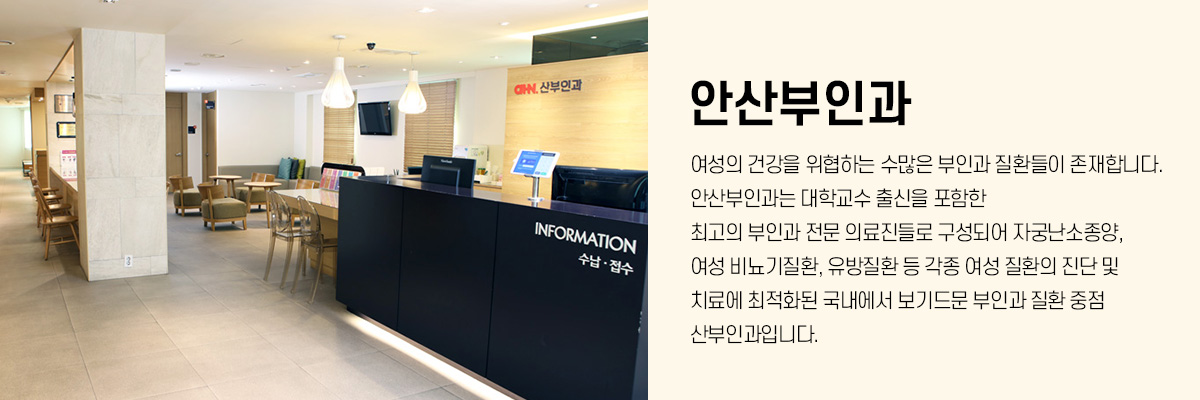 aHN. 산부인과
INFORMATION
수납 · 접수
안산부인과
여성의 건강을 위협하는 수많은 부인과 질환들이 존재합니다.
안산부인과는 대학교수 출신을 포함한
최고의 부인과 전문 의료진들로 구성되어 자궁난소종양,
여성 비뇨기질환, 유방질환 등 각종 여성 질환의 진단 및
치료에 최적화된 국내에서 보기드문 부인과 질환 중점
산부인과입니다.